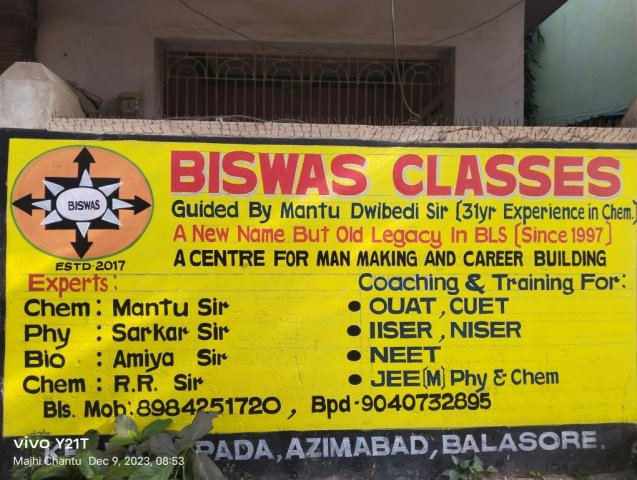 BISWAS CLASSES
BISWAS
ESTD-2017
Guided By Mantu Dwibedi Sir (31yr Experience in Chem.)
A New Name But Old Legacy In BLS (Since 1997)
A CENTRE FOR MAN MAKING AND CAREER BUILDING
Experts:
Chem: Mantu Sir
Phy : Sarkar Sir
Bio : Amiya Sir
Chem : R.R. Sir
Coaching & Training For:
• OUAT, CUET
• IISER, NISER
• NEET
• JEE(M) Phy & Chem
Bls. Mob: 8984251720, Bpd-9040732895
PADA, AZIMABAD, BALASORE.
vivo Y21T
Majhi Chantu Dec 9, 2023, 08:53